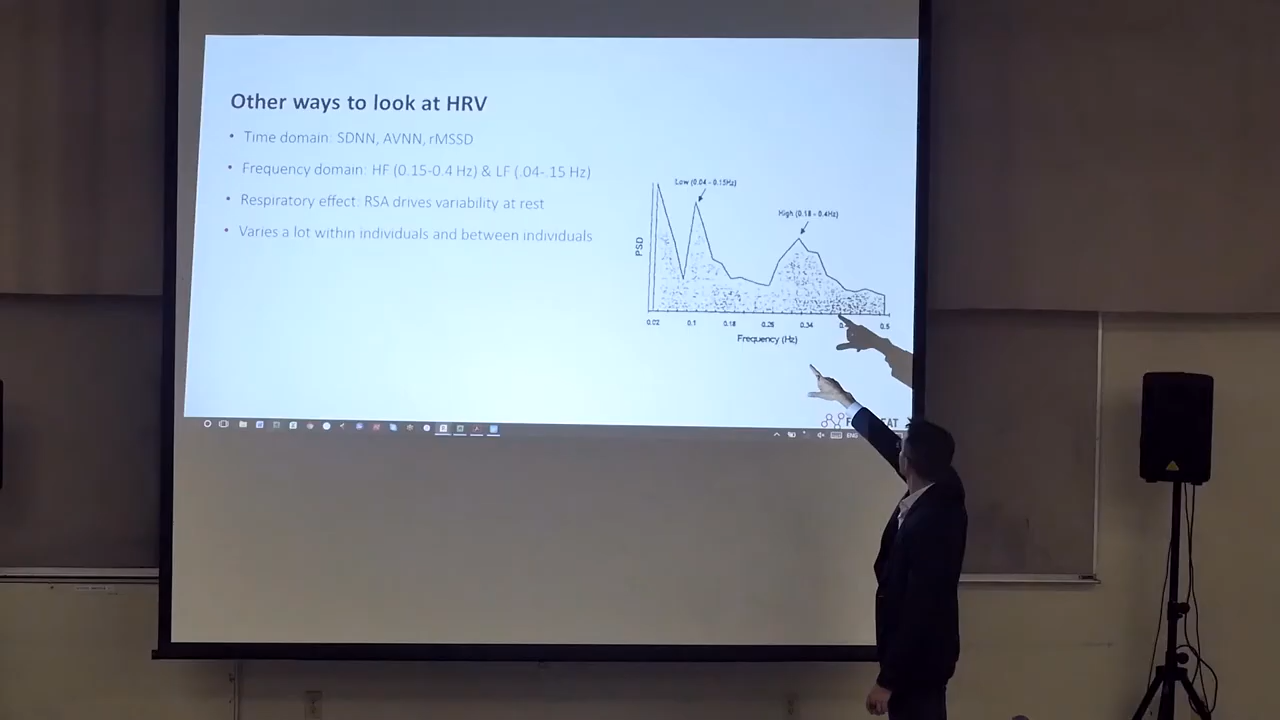 Other ways to look at HRV
• Time domain: SDNN, AVNN, rMSSD
• Frequency domain: HF (0.15-0.4 Hz) & LF (.04-.15 Hz)
• Respiratory effect: RSA drives variability at rest
• Varies a lot within individuals and between individuals
Low (0.04 - 0.15Hz)
High (0.18 - 0.4Hz)
PSD
0.02 0.1 0.18 0.26 0.34 0.5
Frequency (Hz)
ENG